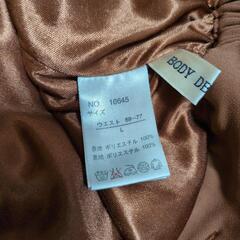 NO. 10645
サイズ
ウエスト 69-77
L
表地 ポリエステル 100%
裏地 ポリエステル 100%
BODY DE